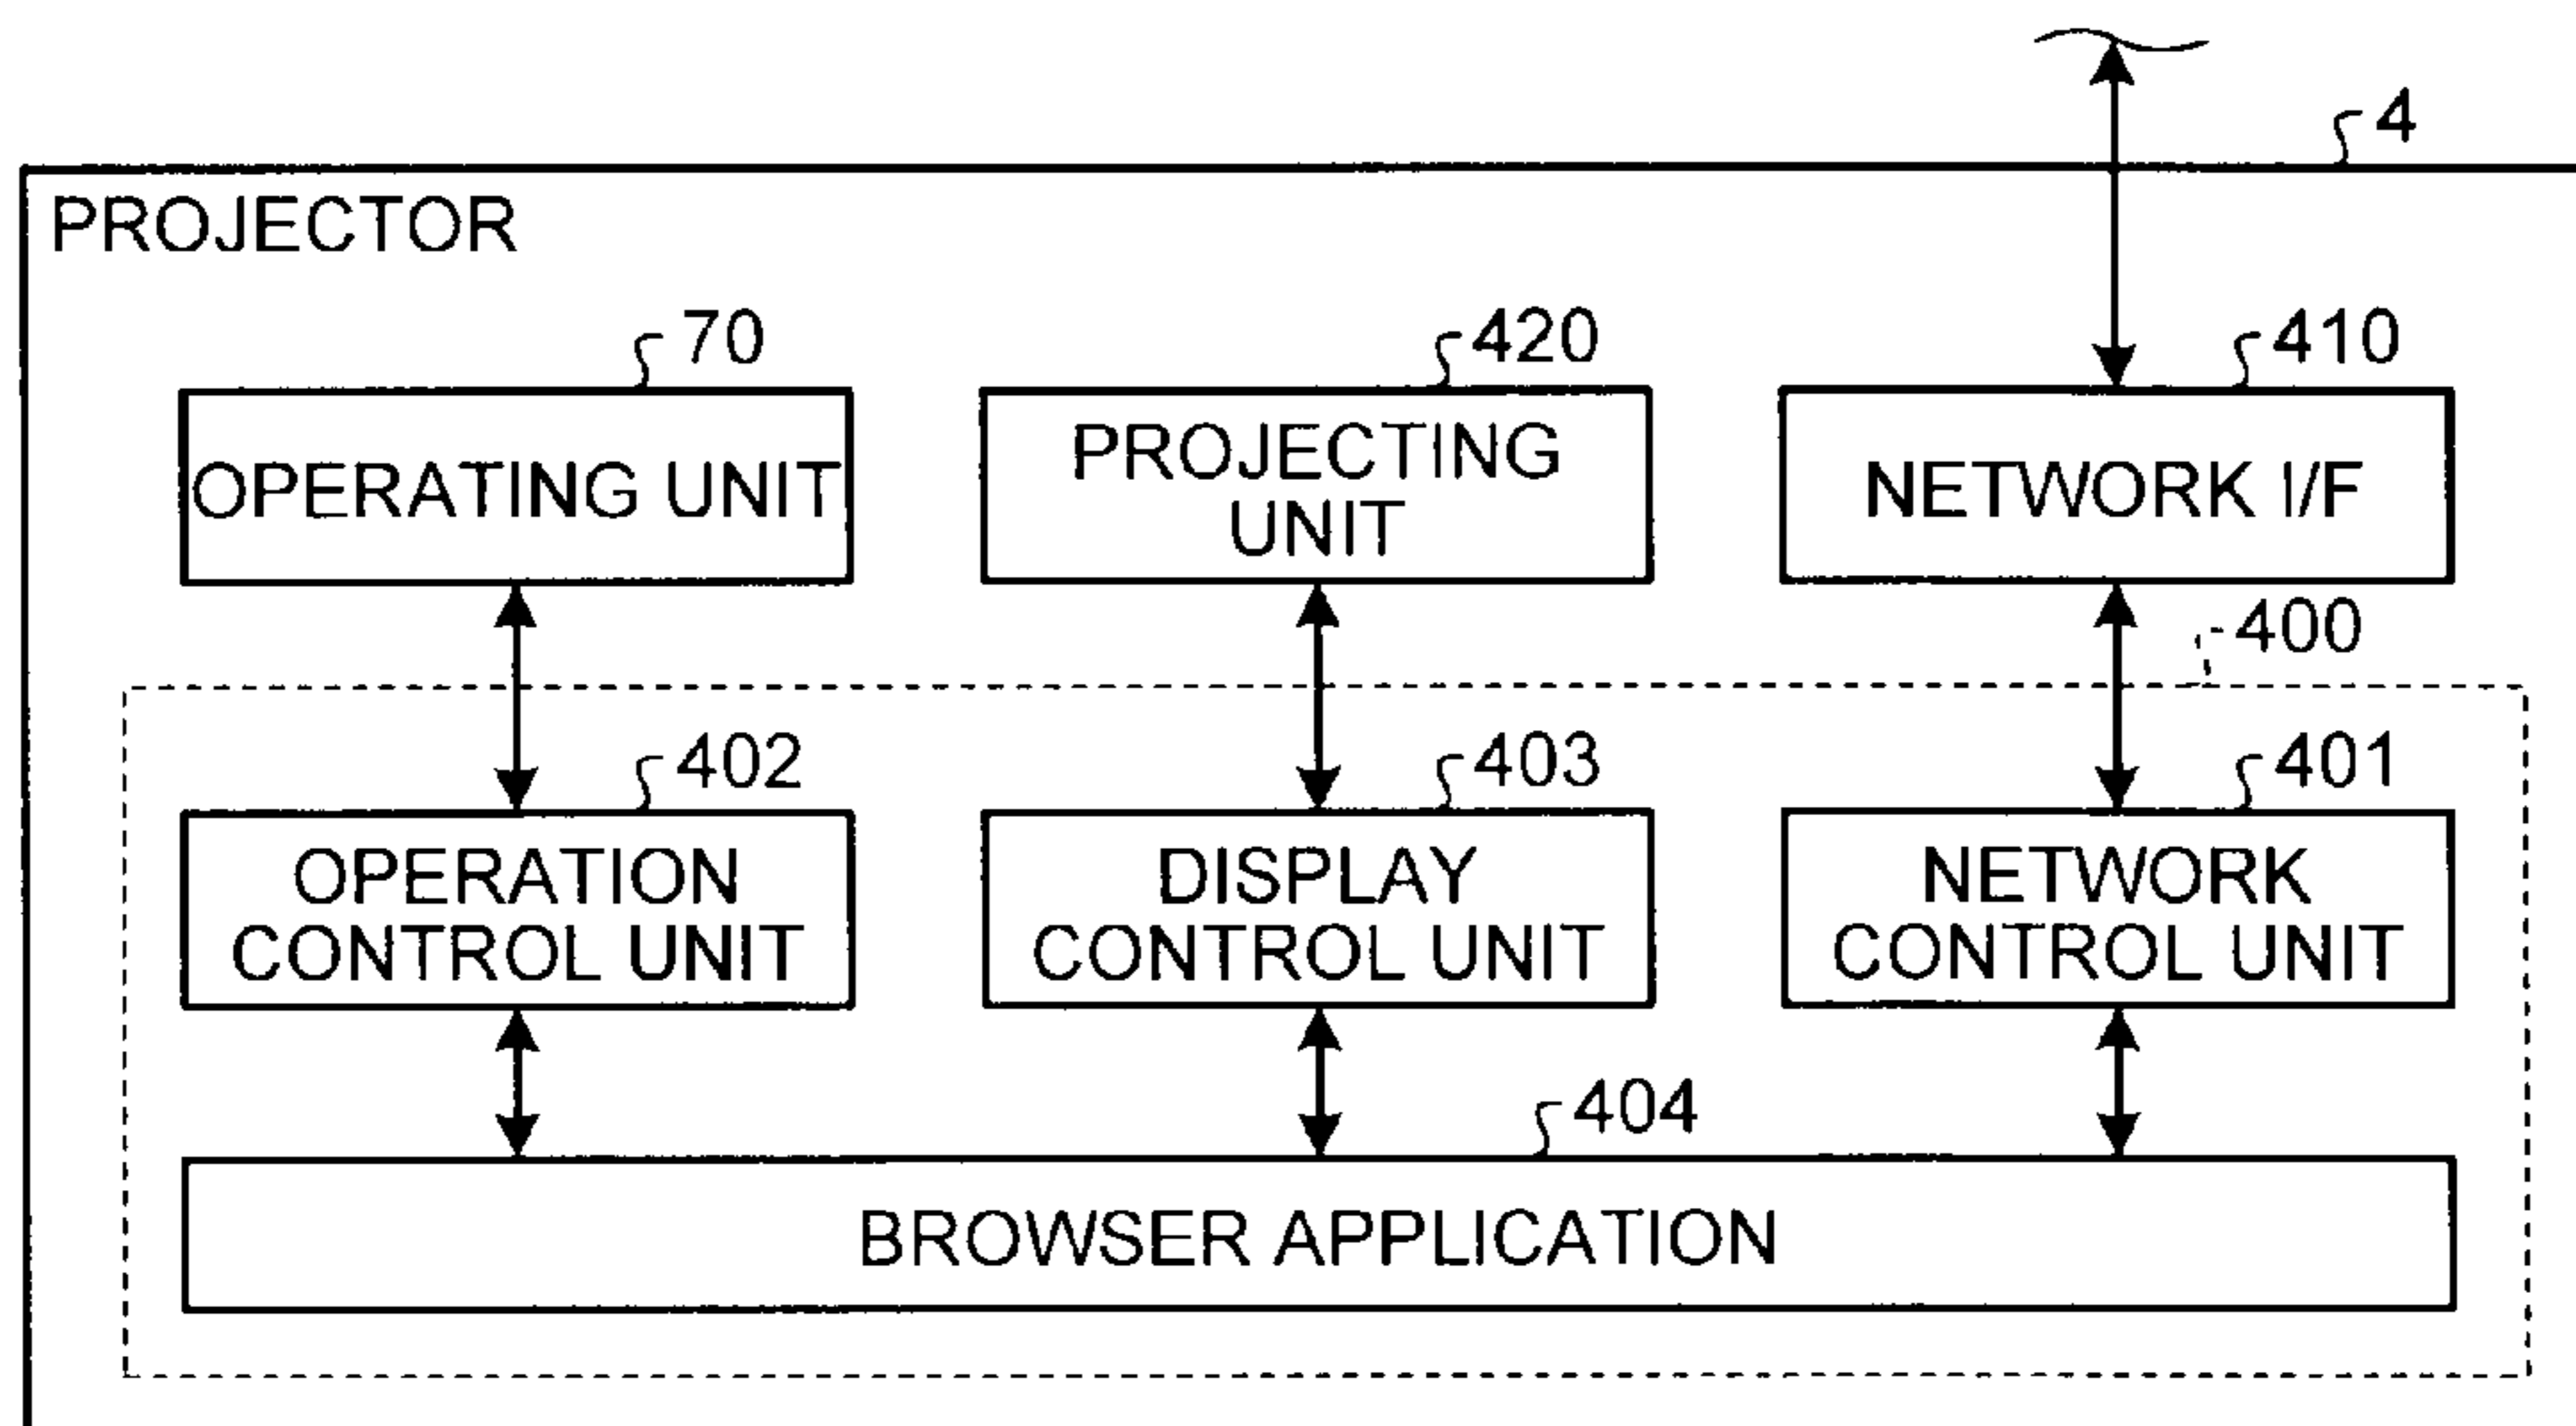 4
PROJECTOR
70
420
410
OPERATING UNIT
PROJECTING
UNIT
NETWORK I/F
400
402
403
401
OPERATION
CONTROL UNIT
DISPLAY
CONTROL UNIT
NETWORK
CONTROL UNIT
404
BROWSER APPLICATION